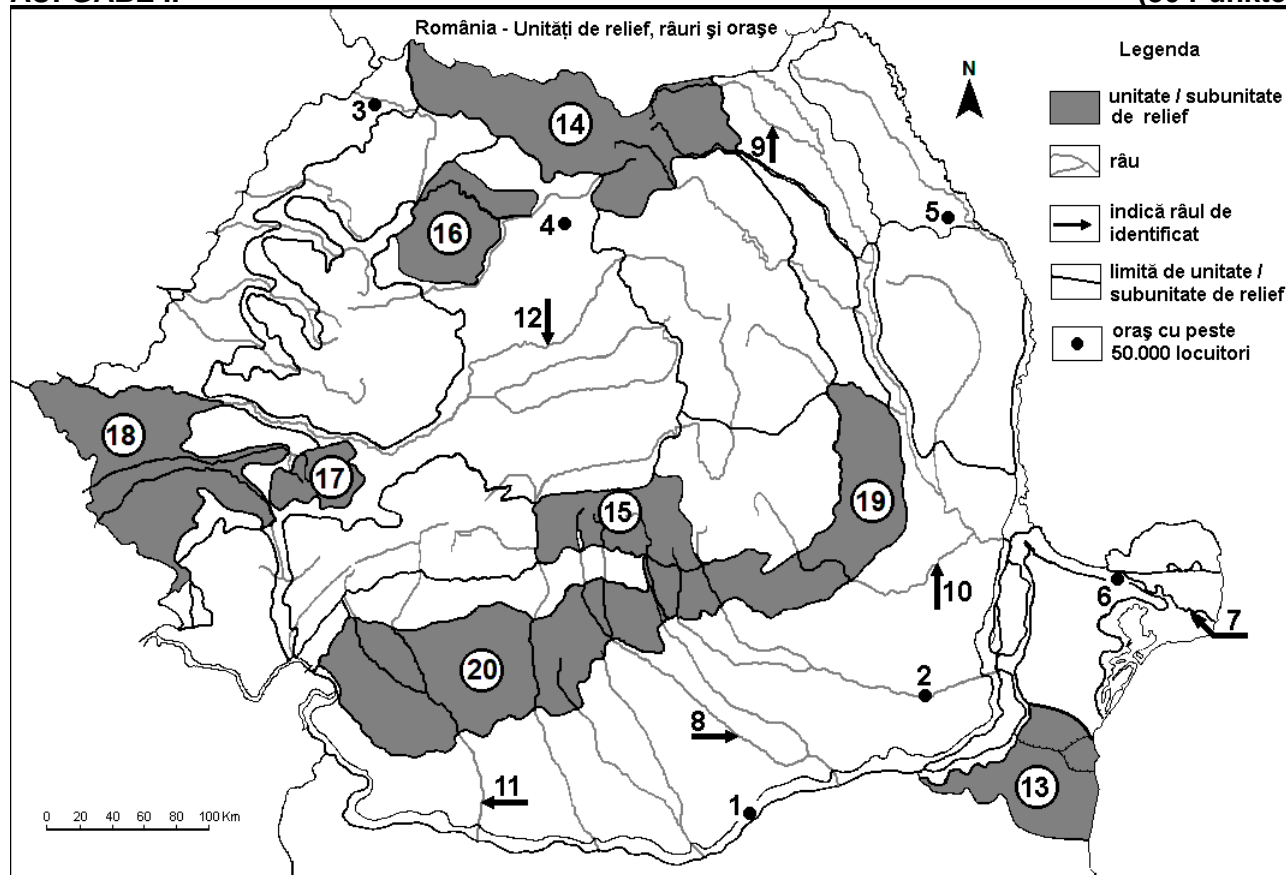 România - Unități de relief, râuri și orașe
Legenda
unitate / subunitate
de relief
râu
indică râul de
identificat
limită de unitate /
subunitate de relief
oraș cu peste
50.000 locuitori
N
3
14
9
16
4
5
12
18
17
15
19
10
6
7
20
2
8
13
11
1
0 20 40 60 80 100 Km